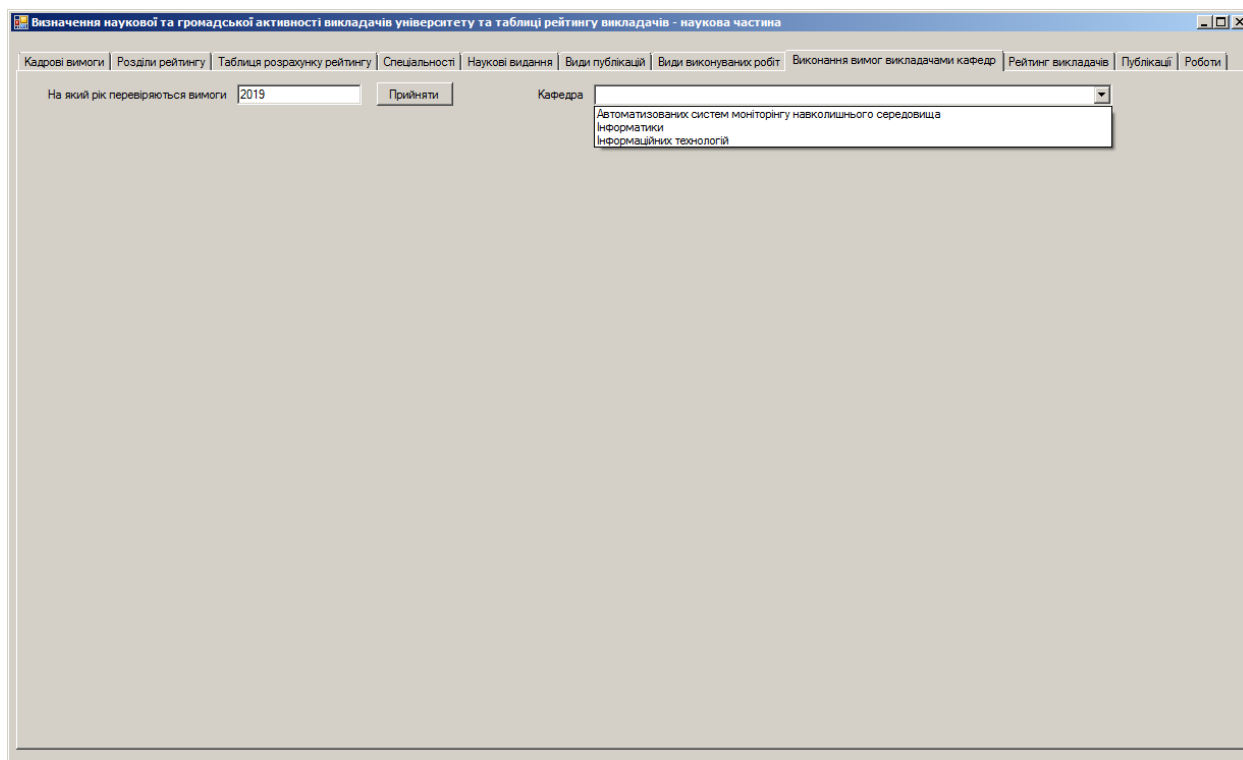 Визначення наукової та громадської активності викладачів університету та таблиці рейтингу викладачів - наукова частина
Кадрові вимоги Розділи рейтингу Таблиця розрахунку рейтингу Спеціальності Наукові видання Види публікацій Види виконуваних робіт Виконання вимог викладачами кафедр Рейтинг викладачів Публікації Роботи
На який рік перевіряються вимоги 2019 Прийняти Кафедра
Автоматизованих систем моніторінгу навколишнього середовища
Інформатики
Інформаційних технологій